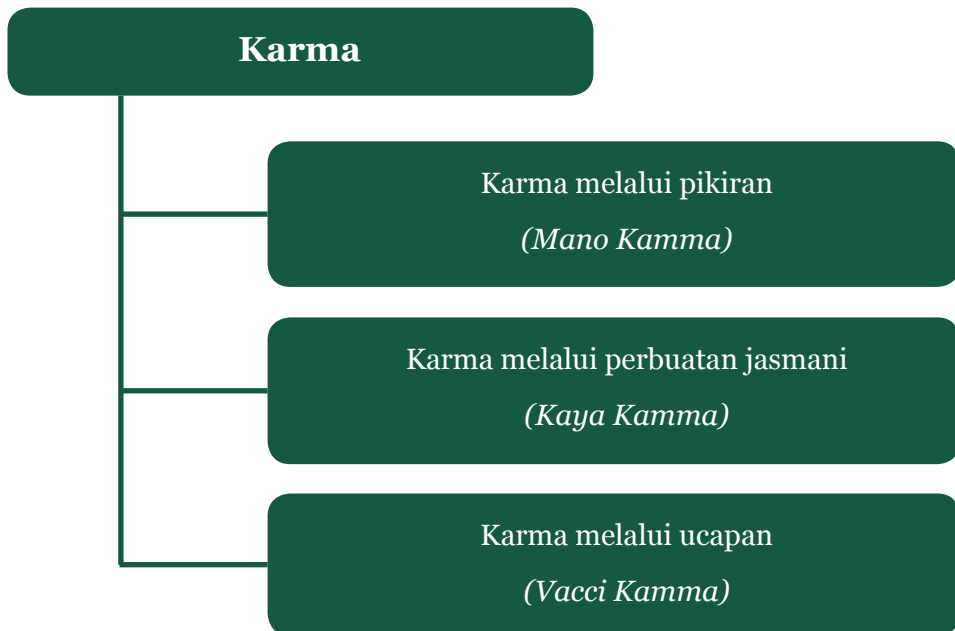 Karma
Karma melalui pikiran
(Mano Kamma)
Karma melalui perbuatan jasmani
(Kaya Kamma)
Karma melalui ucapan
(Vacci Kamma)